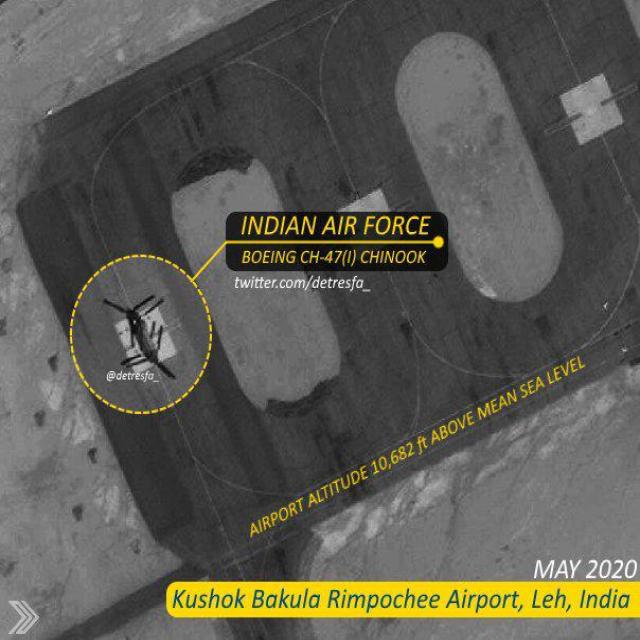 INDIAN AIR FORCE
BOEING CH-47(I) CHINOOK
twitter.com/detresfa_
@detresfa_
AIRPORT ALTITUDE 10,682 ft ABOVE MEAN SEA LEVEL
MAY 2020
Kushok Bakula Rimpochee Airport, Leh, India